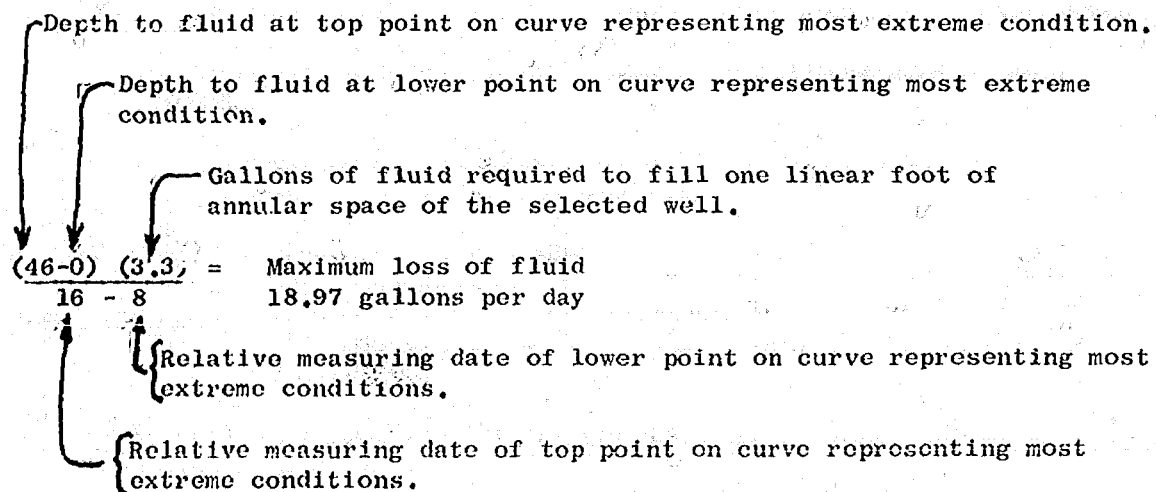 Depth to fluid at top point on curve representing most extreme condition.
Depth to fluid at lower point on curve representing most extreme
condition.
Gallons of fluid required to fill one linear foot of
annular space of the selected well.
(46-0) (3.3) = Maximum loss of fluid
16 - 8 18.97 gallons per day
Relative measuring date of lower point on curve representing most
extreme conditions.
Relative measuring date of top point on curve representing most
extreme conditions.